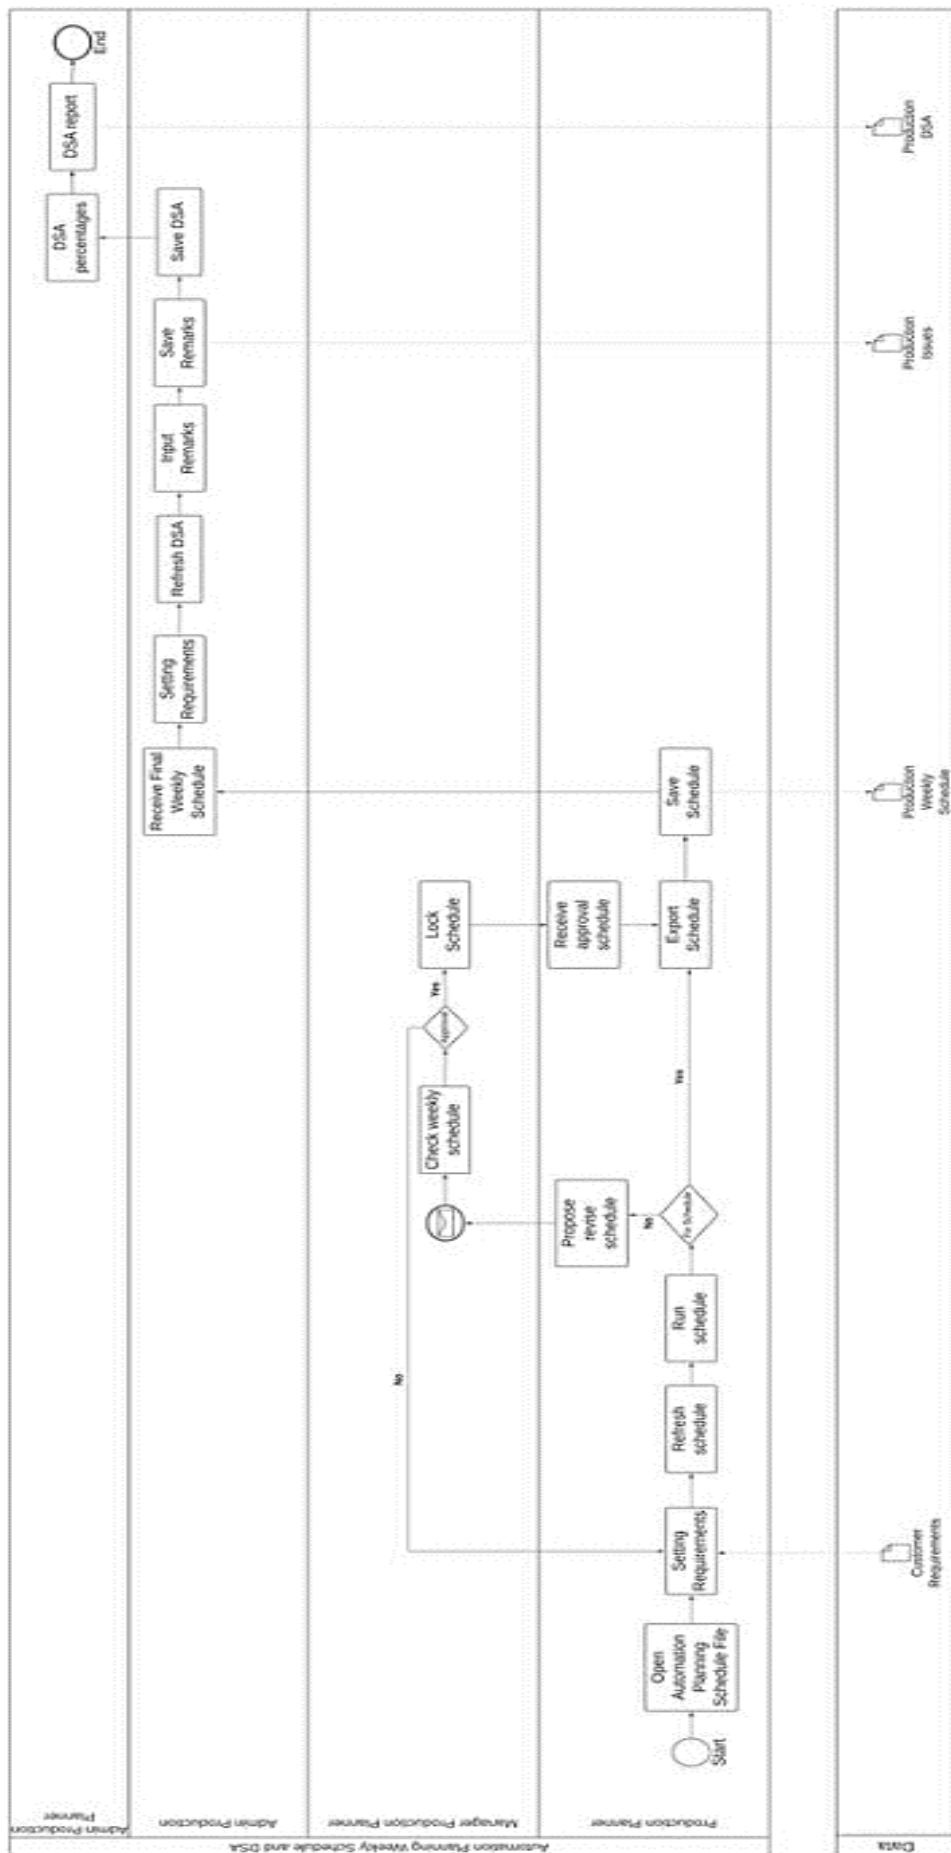 Automation Planning Weekly Schedule and DSA
Admin Production
Planner
DSA
percentages
DSA report
End
Admin Production
Receive Final
Weekly
Schedule
Setting
Requirements
Refresh DSA
Input
Remarks
Save
Remarks
Save DSA
Manager Production Planner
No
Check weekly
schedule
Approval
Yes
Lock
Schedule
Production Planner
Start
Open
Automation
Planning
Schedule File
Setting
Requirements
Refresh
schedule
Run
schedule
Fix Schedule
No
Propose
revise
schedule
Yes
Receive
approval
schedule
Export
Schedule
Save
Schedule
Data
Customer
Requirements
Production
Weekly
Schedule
Production
Issues
Production
DSA